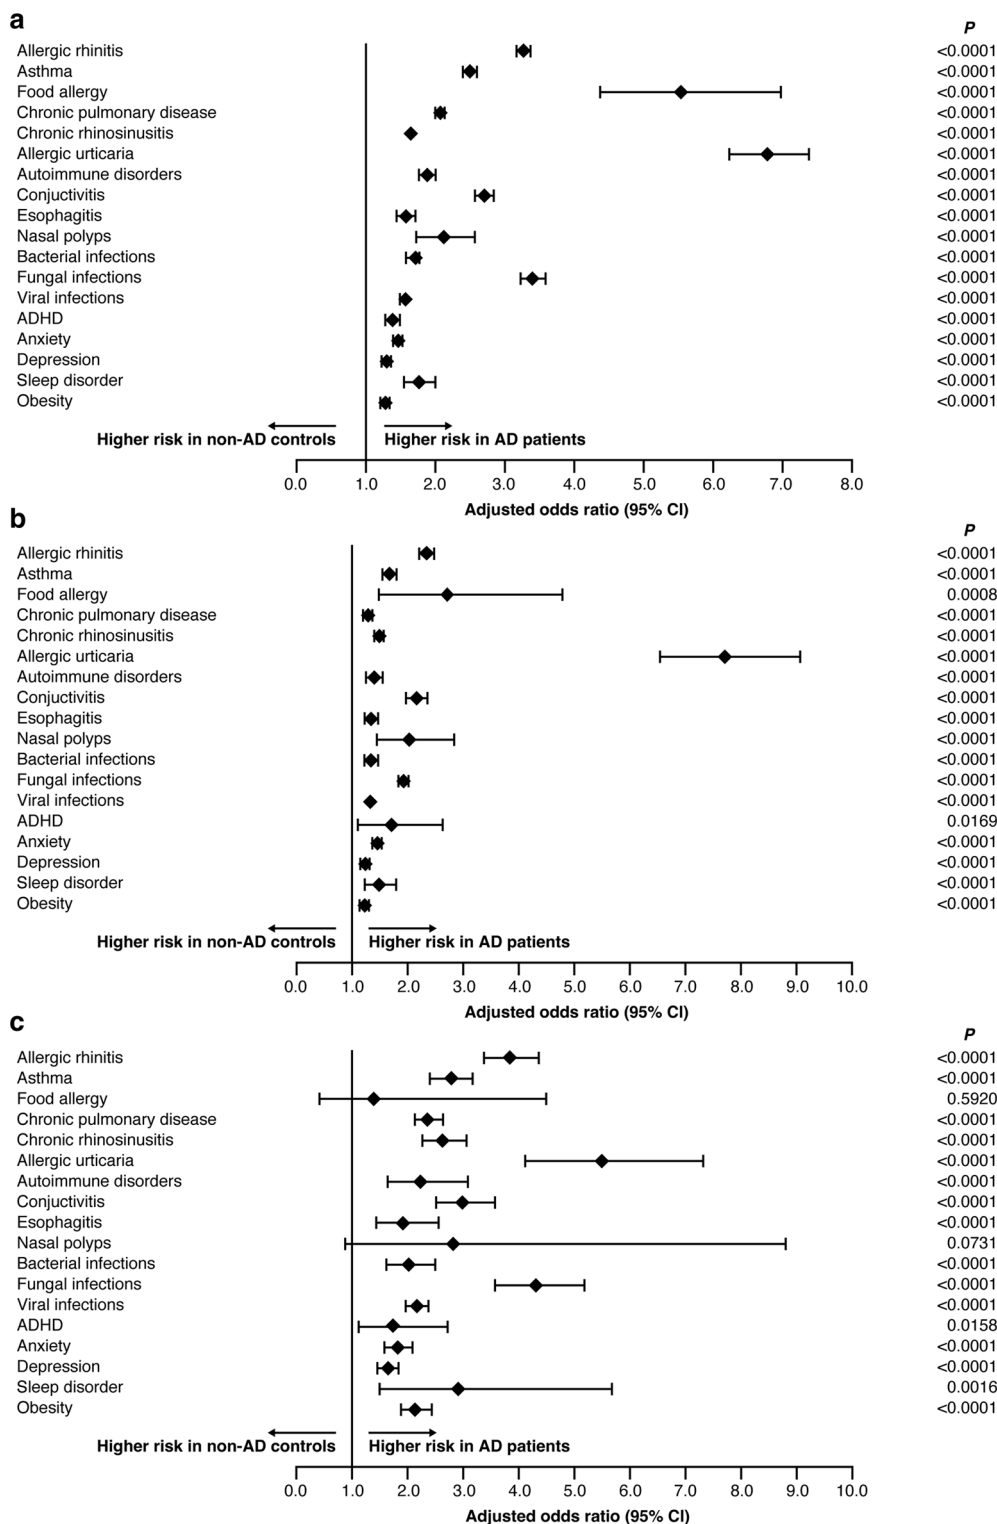 a
P
Allergic rhinitis <0.0001
Asthma <0.0001
Food allergy <0.0001
Chronic pulmonary disease <0.0001
Chronic rhinosinusitis <0.0001
Allergic urticaria <0.0001
Autoimmune disorders <0.0001
Conjuctivitis <0.0001
Esophagitis <0.0001
Nasal polyps <0.0001
Bacterial infections <0.0001
Fungal infections <0.0001
Viral infections <0.0001
ADHD <0.0001
Anxiety <0.0001
Depression <0.0001
Sleep disorder <0.0001
Obesity <0.0001
Higher risk in non-AD controls Higher risk in AD patients
0.0 1.0 2.0 3.0 4.0 5.0 6.0 7.0 8.0
Adjusted odds ratio (95% CI)
b
P
Allergic rhinitis <0.0001
Asthma <0.0001
Food allergy 0.0008
Chronic pulmonary disease <0.0001
Chronic rhinosinusitis <0.0001
Allergic urticaria <0.0001
Autoimmune disorders <0.0001
Conjuctivitis <0.0001
Esophagitis <0.0001
Nasal polyps <0.0001
Bacterial infections <0.0001
Fungal infections <0.0001
Viral infections <0.0001
ADHD 0.0169
Anxiety <0.0001
Depression <0.0001
Sleep disorder <0.0001
Obesity <0.0001
Higher risk in non-AD controls Higher risk in AD patients
0.0 1.0 2.0 3.0 4.0 5.0 6.0 7.0 8.0 9.0 10.0
Adjusted odds ratio (95% CI)
c
P
Allergic rhinitis <0.0001
Asthma <0.0001
Food allergy 0.5920
Chronic pulmonary disease <0.0001
Chronic rhinosinusitis <0.0001
Allergic urticaria <0.0001
Autoimmune disorders <0.0001
Conjuctivitis <0.0001
Esophagitis <0.0001
Nasal polyps 0.0731
Bacterial infections <0.0001
Fungal infections <0.0001
Viral infections <0.0001
ADHD 0.0158
Anxiety <0.0001
Depression <0.0001
Sleep disorder 0.0016
Obesity <0.0001
Higher risk in non-AD controls Higher risk in AD patients
0.0 1.0 2.0 3.0 4.0 5.0 6.0 7.0 8.0 9.0 10.0
Adjusted odds ratio (95% CI)